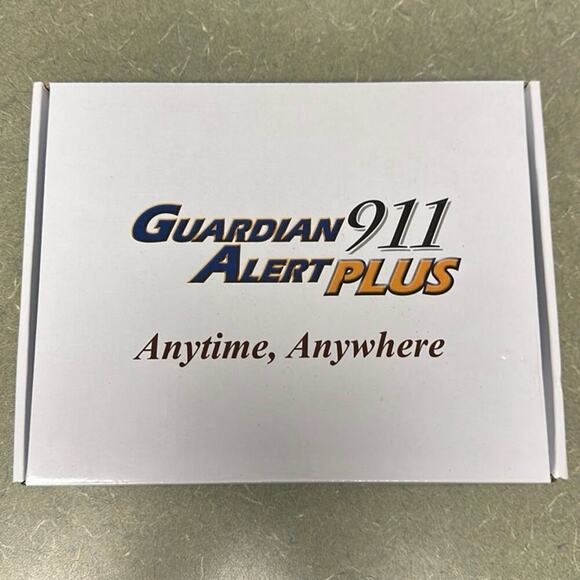 GUARDIAN 911
ALERT PLUS
Anytime, Anywhere